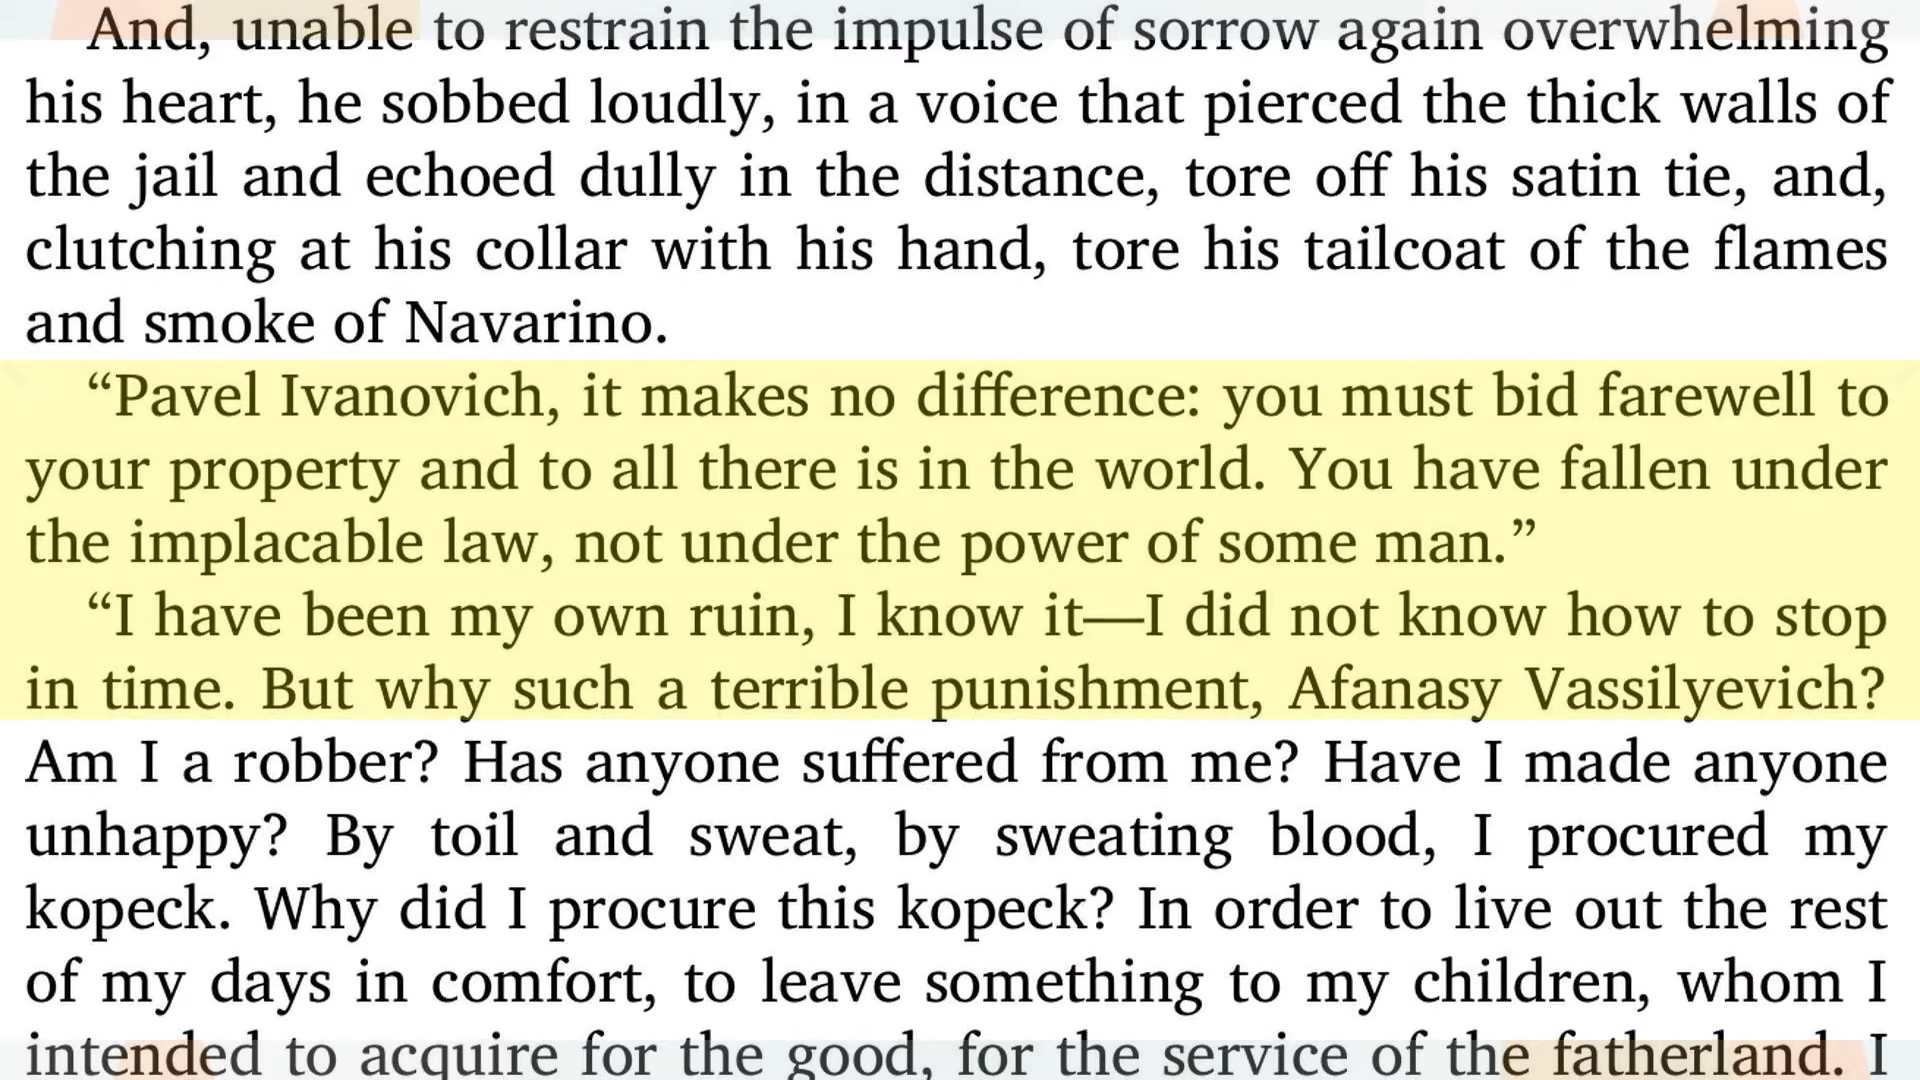 And, unable to restrain the impulse of sorrow again overwhelming
his heart, he sobbed loudly, in a voice that pierced the thick walls of
the jail and echoed dully in the distance, tore off his satin tie, and,
clutching at his collar with his hand, tore his tailcoat of the flames
and smoke of Navarino.
“Pavel Ivanovich, it makes no difference: you must bid farewell to
your property and to all there is in the world. You have fallen under
the implacable law, not under the power of some man.”
“I have been my own ruin, I know it—I did not know how to stop
in time. But why such a terrible punishment, Afanasy Vassilyevich?
Am I a robber? Has anyone suffered from me? Have I made anyone
unhappy? By toil and sweat, by sweating blood, I procured my
kopeck. Why did I procure this kopeck? In order to live out the rest
of my days in comfort, to leave something to my children, whom I
intended to acquire for the good, for the service of the fatherland. I